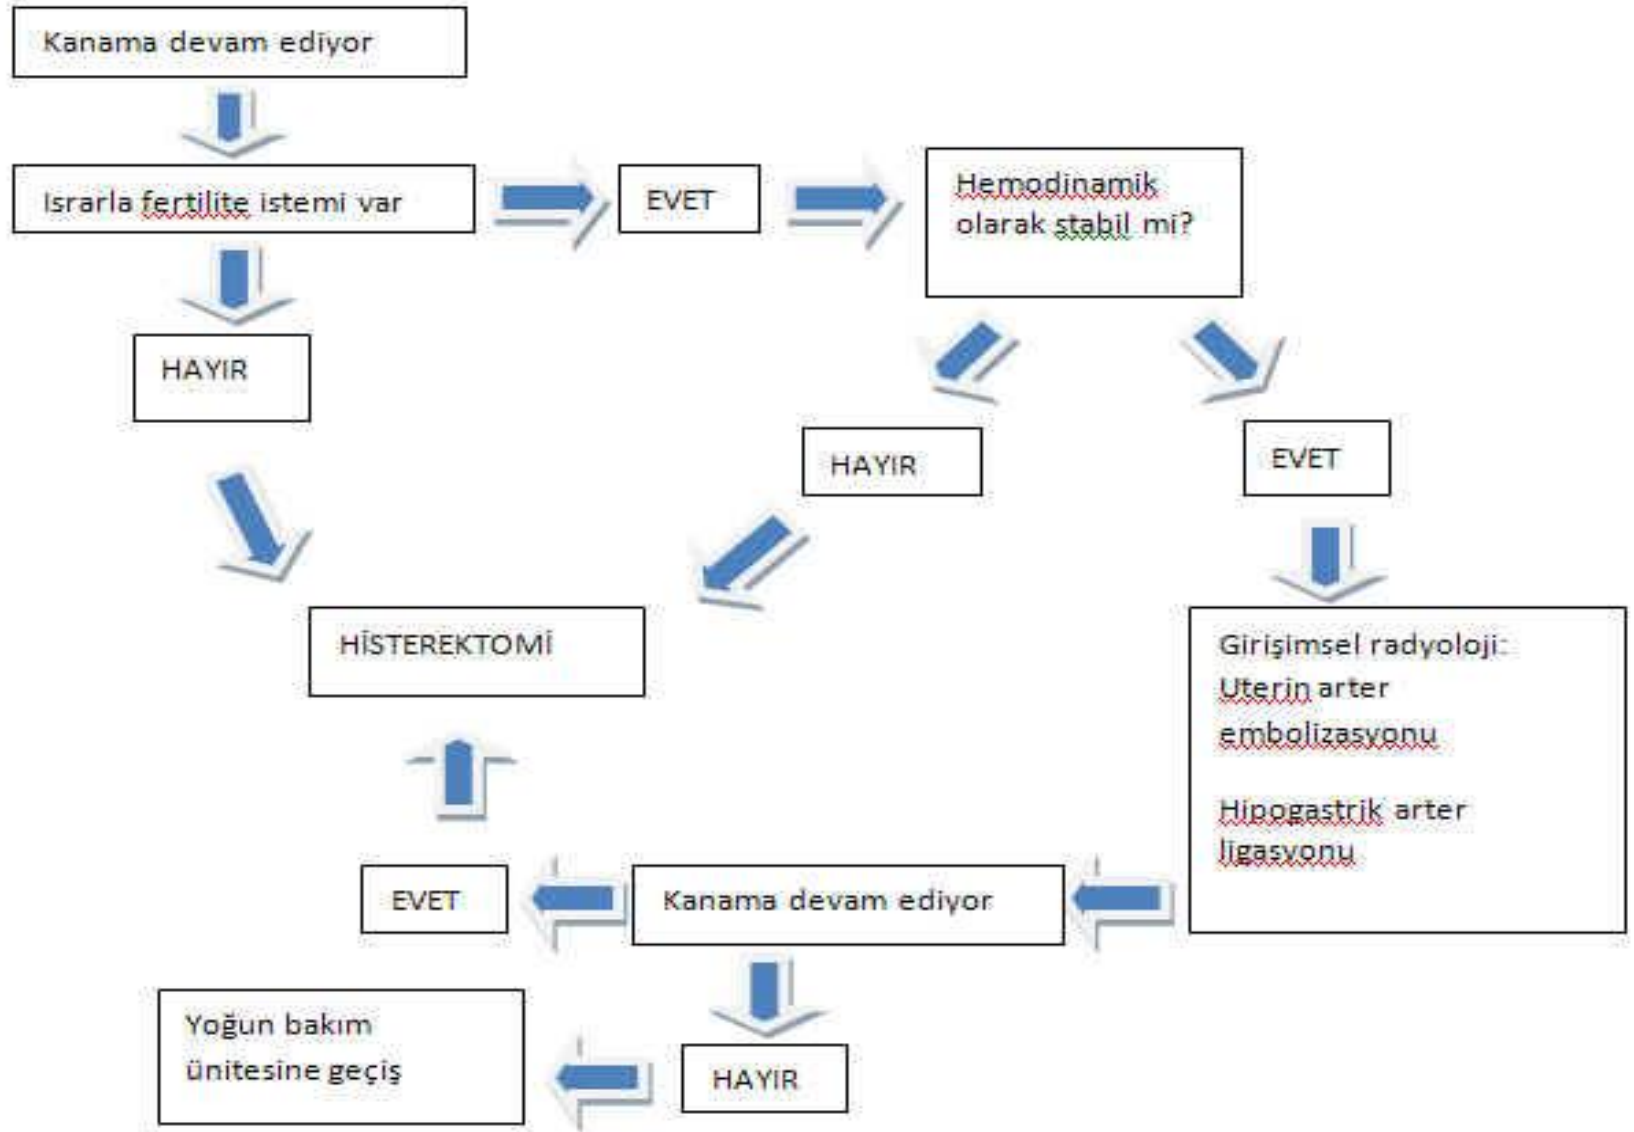 Kanama devam ediyor
Israrla fertilite istemi var
EVET
Hemodinamik
olarak stabil mi?
HAYIR
HAYIR
EVET
HİSTEREKTOMİ
Girişimsel radyoloji:
Uterin arter
embolizasyonu
Hipogastrik arter
ligasyonu
EVET
Kanama devam ediyor
Yoğun bakım
ünitesine geçiş
HAYIR